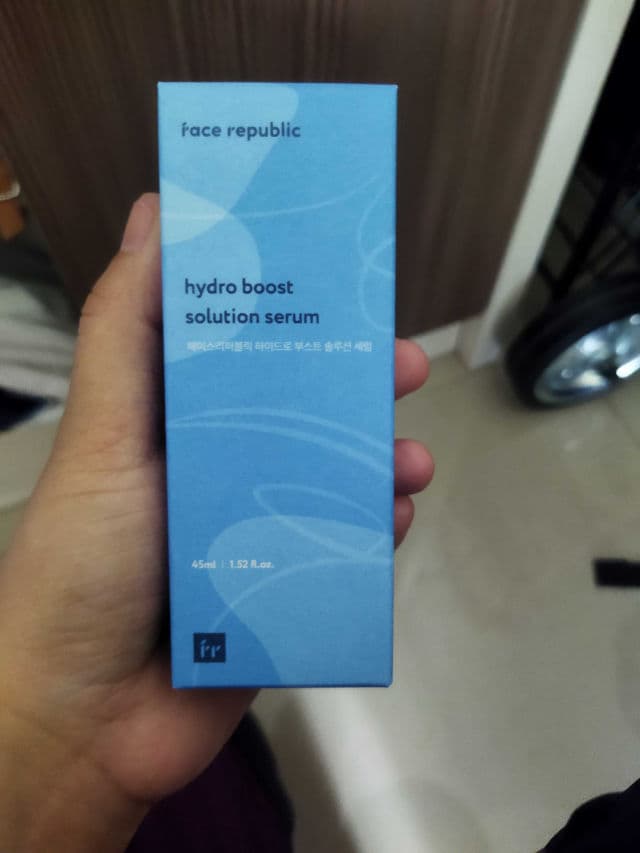 face republic
hydro boost
solution serum
페이스리퍼블릭 하이드로 부스트 솔루션 세럼
45ml | 1.52 fl.oz.
fr